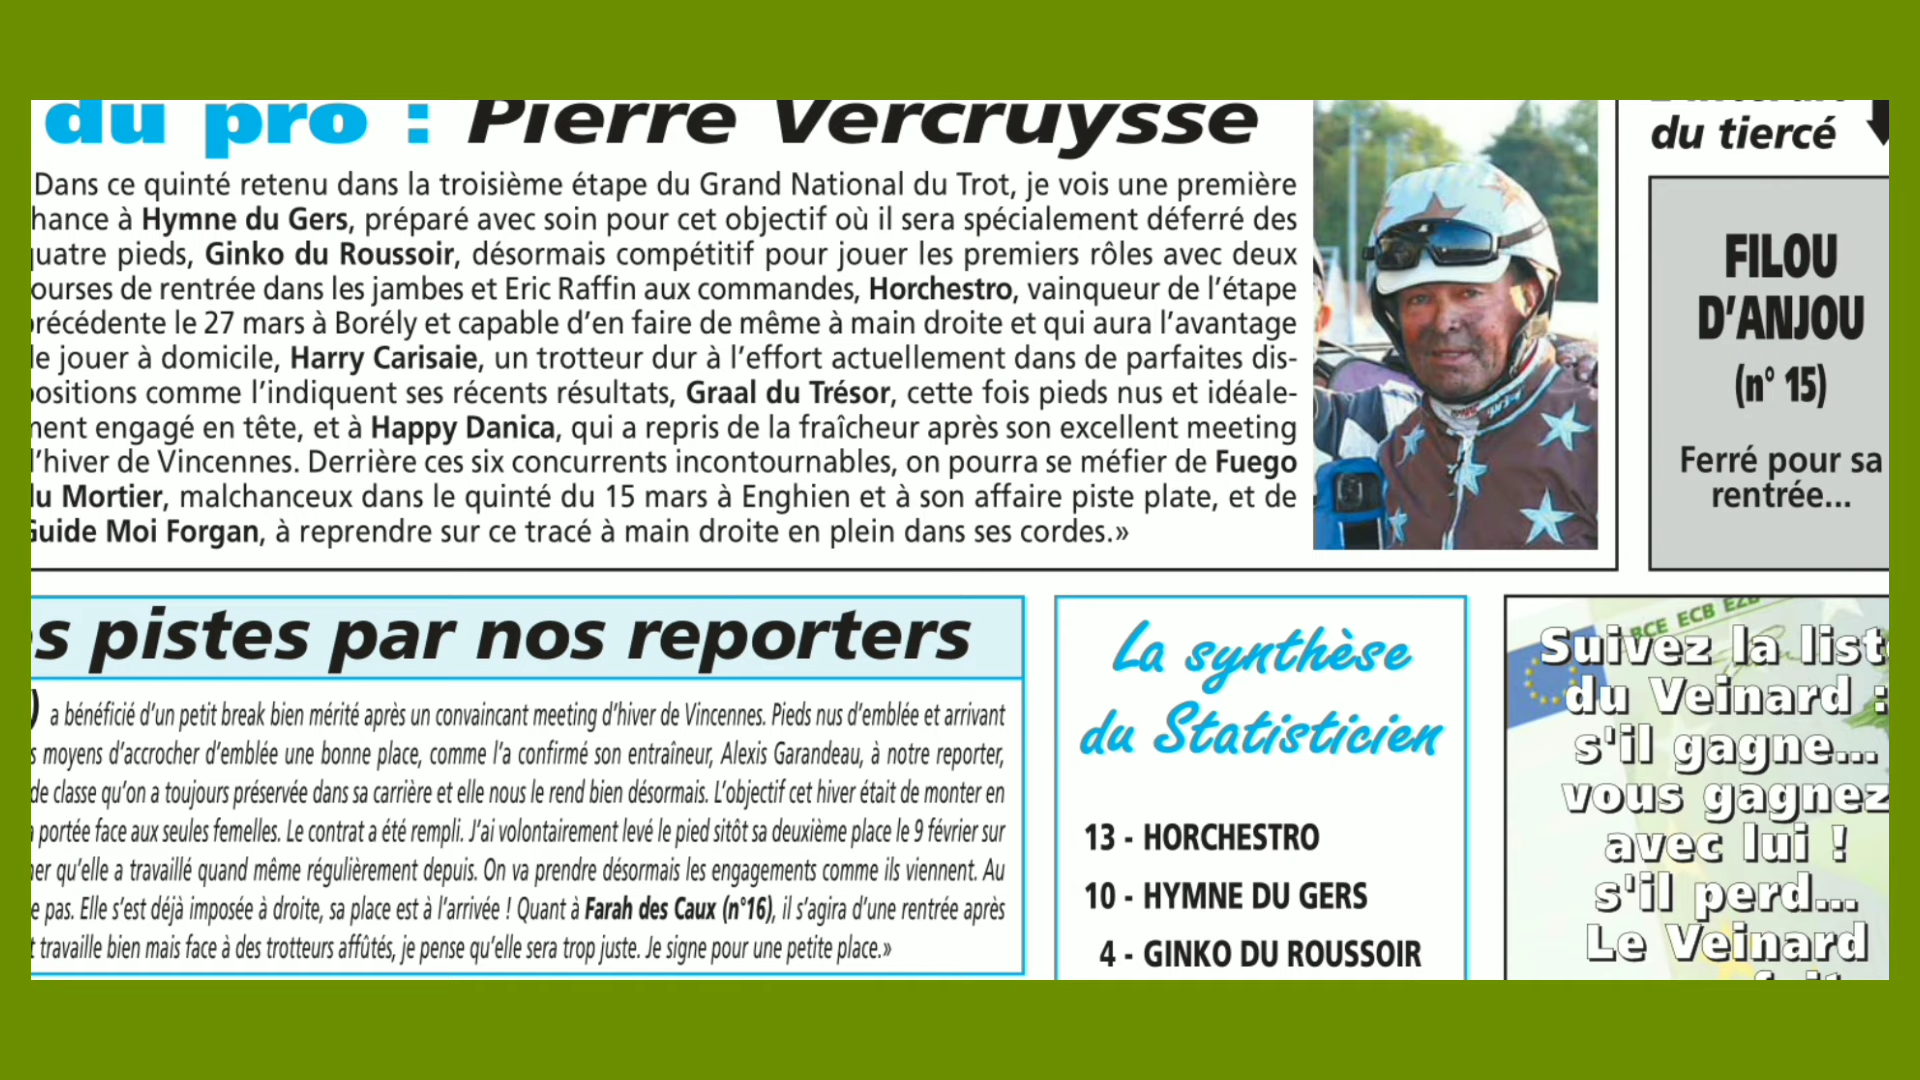 du pro : Pierre Vercruysse
Dans ce quinté retenu dans la troisième étape du Grand National du Trot, je vois une première
hance à Hymne du Gers, préparé avec soin pour cet objectif où il sera spécialement déferré des
uatre pieds, Ginko du Roussoir, désormais compétitif pour jouer les premiers rôles avec deux
ourses de rentrée dans les jambes et Eric Raffin aux commandes, Horchestro, vainqueur de l'étape
récédente le 27 mars à Borély et capable d'en faire de même à main droite et qui aura l'avantage
e jouer à domicile, Harry Carisaie, un trotteur dur à l'effort actuellement dans de parfaites dis-
ositions comme l'indiquent ses récents résultats, Graal du Trésor, cette fois pieds nus et idéale-
ent engagé en tête, et à Happy Danica, qui a repris de la fraîcheur après son excellent meeting
'hiver de Vincennes. Derrière ces six concurrents incontournables, on pourra se méfier de Fuego
u Mortier, malchanceux dans le quinté du 15 mars à Enghien et à son affaire piste plate, et de
Guide Moi Forgan, à reprendre sur ce tracé à main droite en plein dans ses cordes.»
du tiercé
FILOU
D'ANJOU
(n° 15)
Ferré pour sa
rentrée...
s pistes par nos reporters
) a bénéficié d'un petit break bien mérité après un convaincant meeting d'hiver de Vincennes. Pieds nus d'emblée et arrivant
s moyens d'accrocher d'emblée une bonne place, comme l'a confirmé son entraîneur, Alexis Garandeau, à notre reporter,
de classe qu'on a toujours préservée dans sa carrière et elle nous le rend bien désormais. L'objectif cet hiver était de monter en
portée face aux seules femelles. Le contrat a été rempli. J'ai volontairement levé le pied sitôt sa deuxième place le 9 février sur
er qu'elle a travaillé quand même régulièrement depuis. On va prendre désormais les engagements comme ils viennent. Au
e pas. Elle s'est déjà imposée à droite, sa place est à l'arrivée ! Quant à Farah des Caux (n°16), il s'agira d'une rentrée après
t travaille bien mais face à des trotteurs affûtés, je pense qu'elle sera trop juste. Je signe pour une petite place.»
La synthèse
du Statisticien
13 - HORCHESTRO
10 - HYMNE DU GERS
4 - GINKO DU ROUSSOIR
BCE ECB EZB
Suivez la list
du Veinard :
s'il gagne...
vous gagnez
avec lui !
s'il perd...
Le Veinard